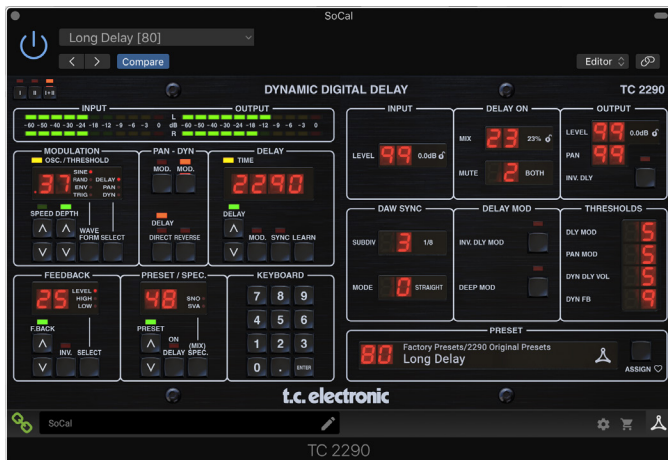 SoCal
Long Delay [80]
Compare
Editor
I II I+II
DYNAMIC DIGITAL DELAY
TC 2290
INPUT OUTPUT
L
-60 -50 -40 -30 -24 -18 -12 -9 -6 -3 0 dB -60 -50 -40 -30 -24 -18 -12 -9 -6 -3 0
R
MODULATION
OSC. / THRESHOLD
.37
SINE
RAND DELAY
ENV PAN
TRIG DYN
SPEED DEPTH
WAVE FORM SELECT
PAN - DYN
MOD. MOD.
DELAY
DIRECT REVERSE
DELAY
TIME
2290
DELAY
MOD. SYNC LEARN
FEEDBACK
25
LEVEL
HIGH
LOW
F.BACK
INV. SELECT
PRESET / SPEC.
48
SNO
SVA
PRESET
ON (MIX)
DELAY SPEC.
KEYBOARD
7 8 9
4 5 6
1 2 3
0 . ENTER
INPUT
LEVEL 99 0.0dB
DELAY ON
MIX 23 23%
MUTE 2 BOTH
OUTPUT
LEVEL 99 0.0dB
PAN 99
INV. DLY
DAW SYNC
SUBDIV 3 1/8
MODE 0 STRAIGHT
DELAY MOD
INV. DLY MOD
DEEP MOD
THRESHOLDS
DLY MOD 5
PAN MOD 5
DYN DLY VOL 5
DYN FB 9
PRESET
80 Factory Presets/2290 Original Presets
Long Delay
ASSIGN
t.c. electronic
SoCal
TC 2290